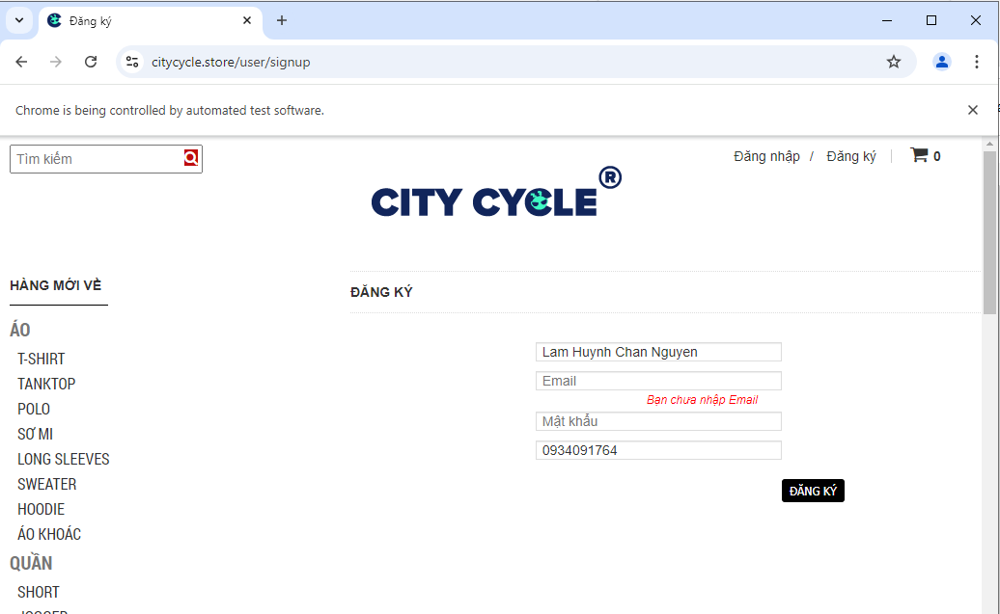 Đăng ký
citycycle.store/user/signup
Chrome is being controlled by automated test software.
Tìm kiếm
Đăng nhập / Đăng ký 0
CITY CYCLE ®
HÀNG MỚI VỀ
ÁO
T-SHIRT
TANKTOP
POLO
SƠ MI
LONG SLEEVES
SWEATER
HOODIE
ÁO KHOÁC
QUẦN
SHORT
JOGGER
ĐĂNG KÝ
Lam Huynh Chan Nguyen
Email
Bạn chưa nhập Email
Mật khẩu
0934091764
ĐĂNG KÝ